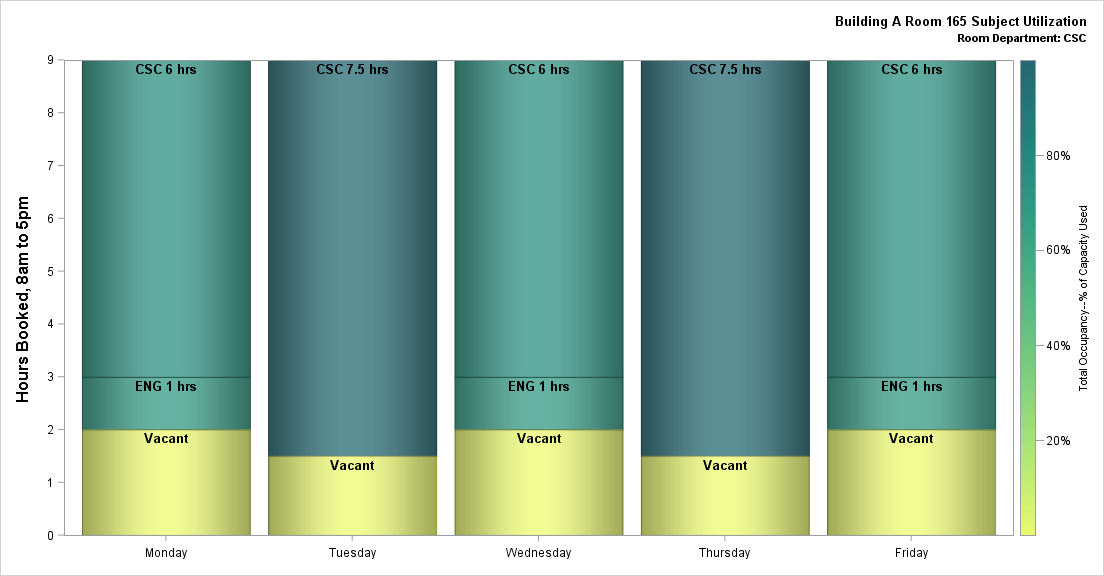 Building A Room 165 Subject Utilization
Room Department: CSC
Hours Booked, 8am to 5pm
9
8
7
6
5
4
3
2
1
0
CSC 6 hrs
ENG 1 hrs
Vacant
CSC 7.5 hrs
Vacant
CSC 6 hrs
ENG 1 hrs
Vacant
CSC 7.5 hrs
Vacant
CSC 6 hrs
ENG 1 hrs
Vacant
Monday
Tuesday
Wednesday
Thursday
Friday
80%
60%
40%
20%
Total Occupancy--% of Capacity Used